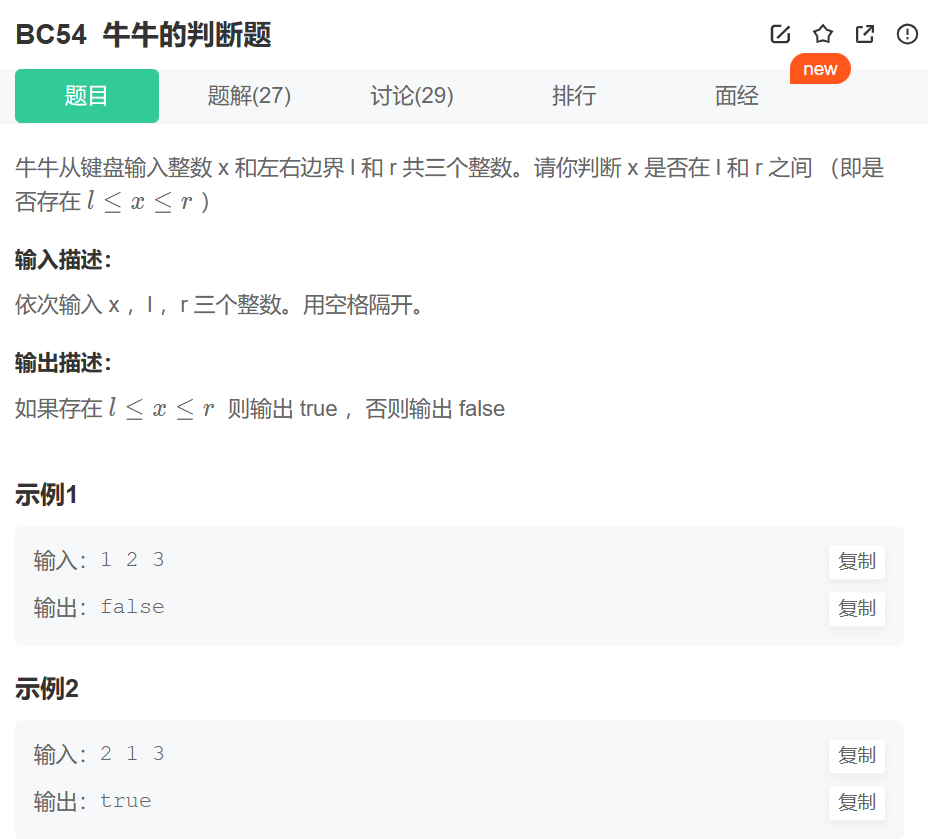 BC54 牛牛的判断题
new
题目 题解(27) 讨论(29) 排行 面经
牛牛从键盘输入整数 x 和左右边界 l 和 r 共三个整数。请你判断 x 是否在 l 和 r 之间 （即是
否存在 l ≤ x ≤ r ）
输入描述：
依次输入 x ，l ，r 三个整数。用空格隔开。
输出描述：
如果存在 l ≤ x ≤ r 则输出 true ，否则输出 false
示例1
输入：1 2 3 复制
输出：false 复制
示例2
输入：2 1 3 复制
输出：true 复制